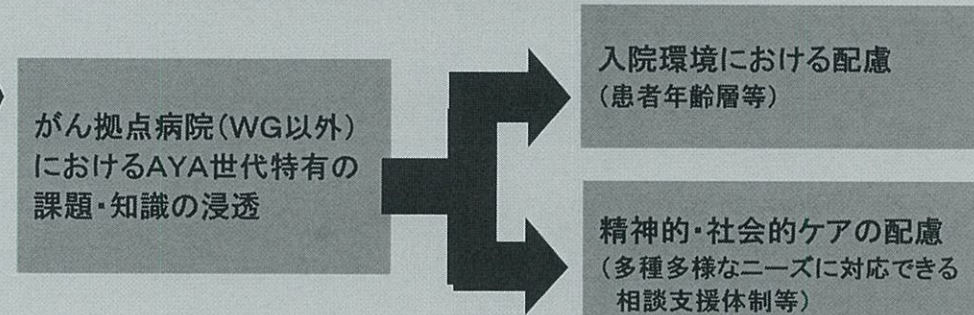 がん拠点病院(WG以外)
におけるAYA世代特有の
課題・知識の浸透
入院環境における配慮
(患者年齢層等)
精神的・社会的ケアの配慮
(多種多様なニーズに対応できる
相談支援体制等)